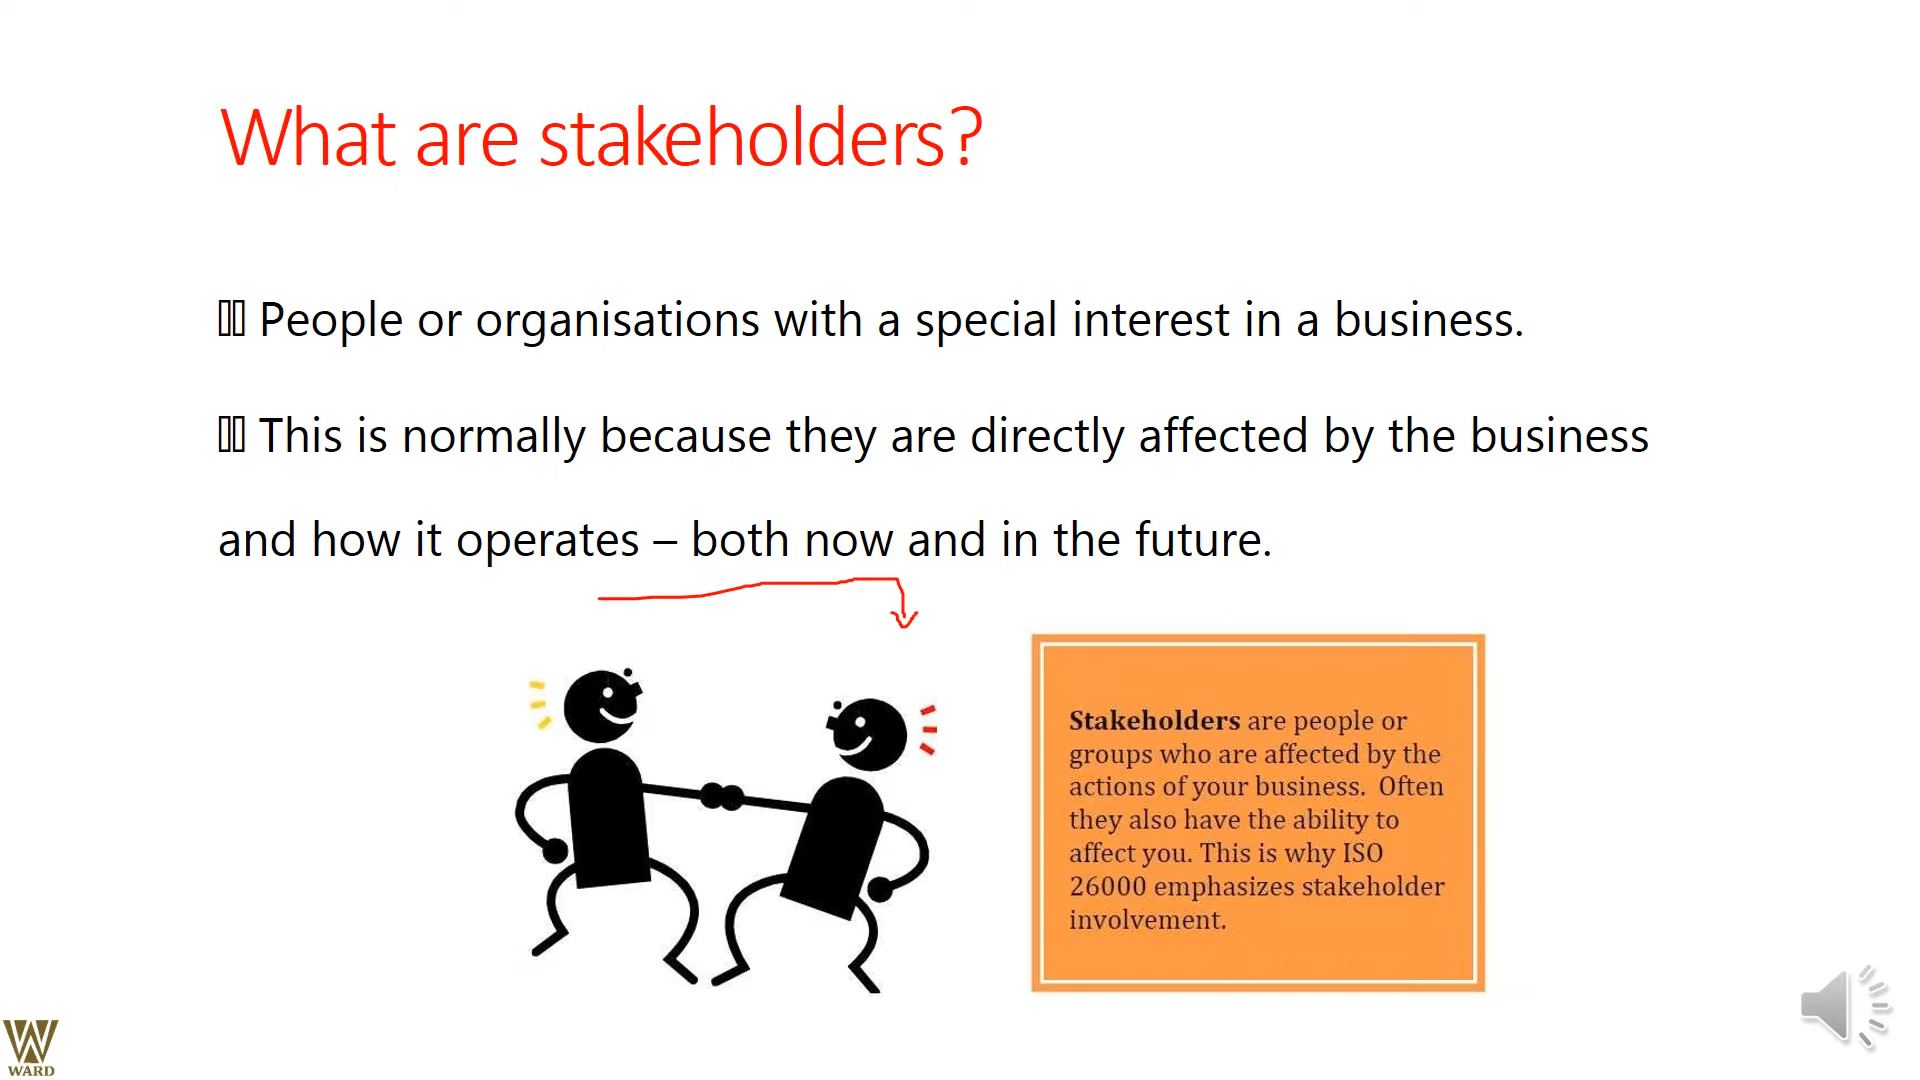 What are stakeholders?
People or organisations with a special interest in a business.
This is normally because they are directly affected by the business
and how it operates – both now and in the future.
Stakeholders are people or
groups who are affected by the
actions of your business.  Often
they also have the ability to
affect you. This is why ISO
26000 emphasizes stakeholder
involvement.
WARD